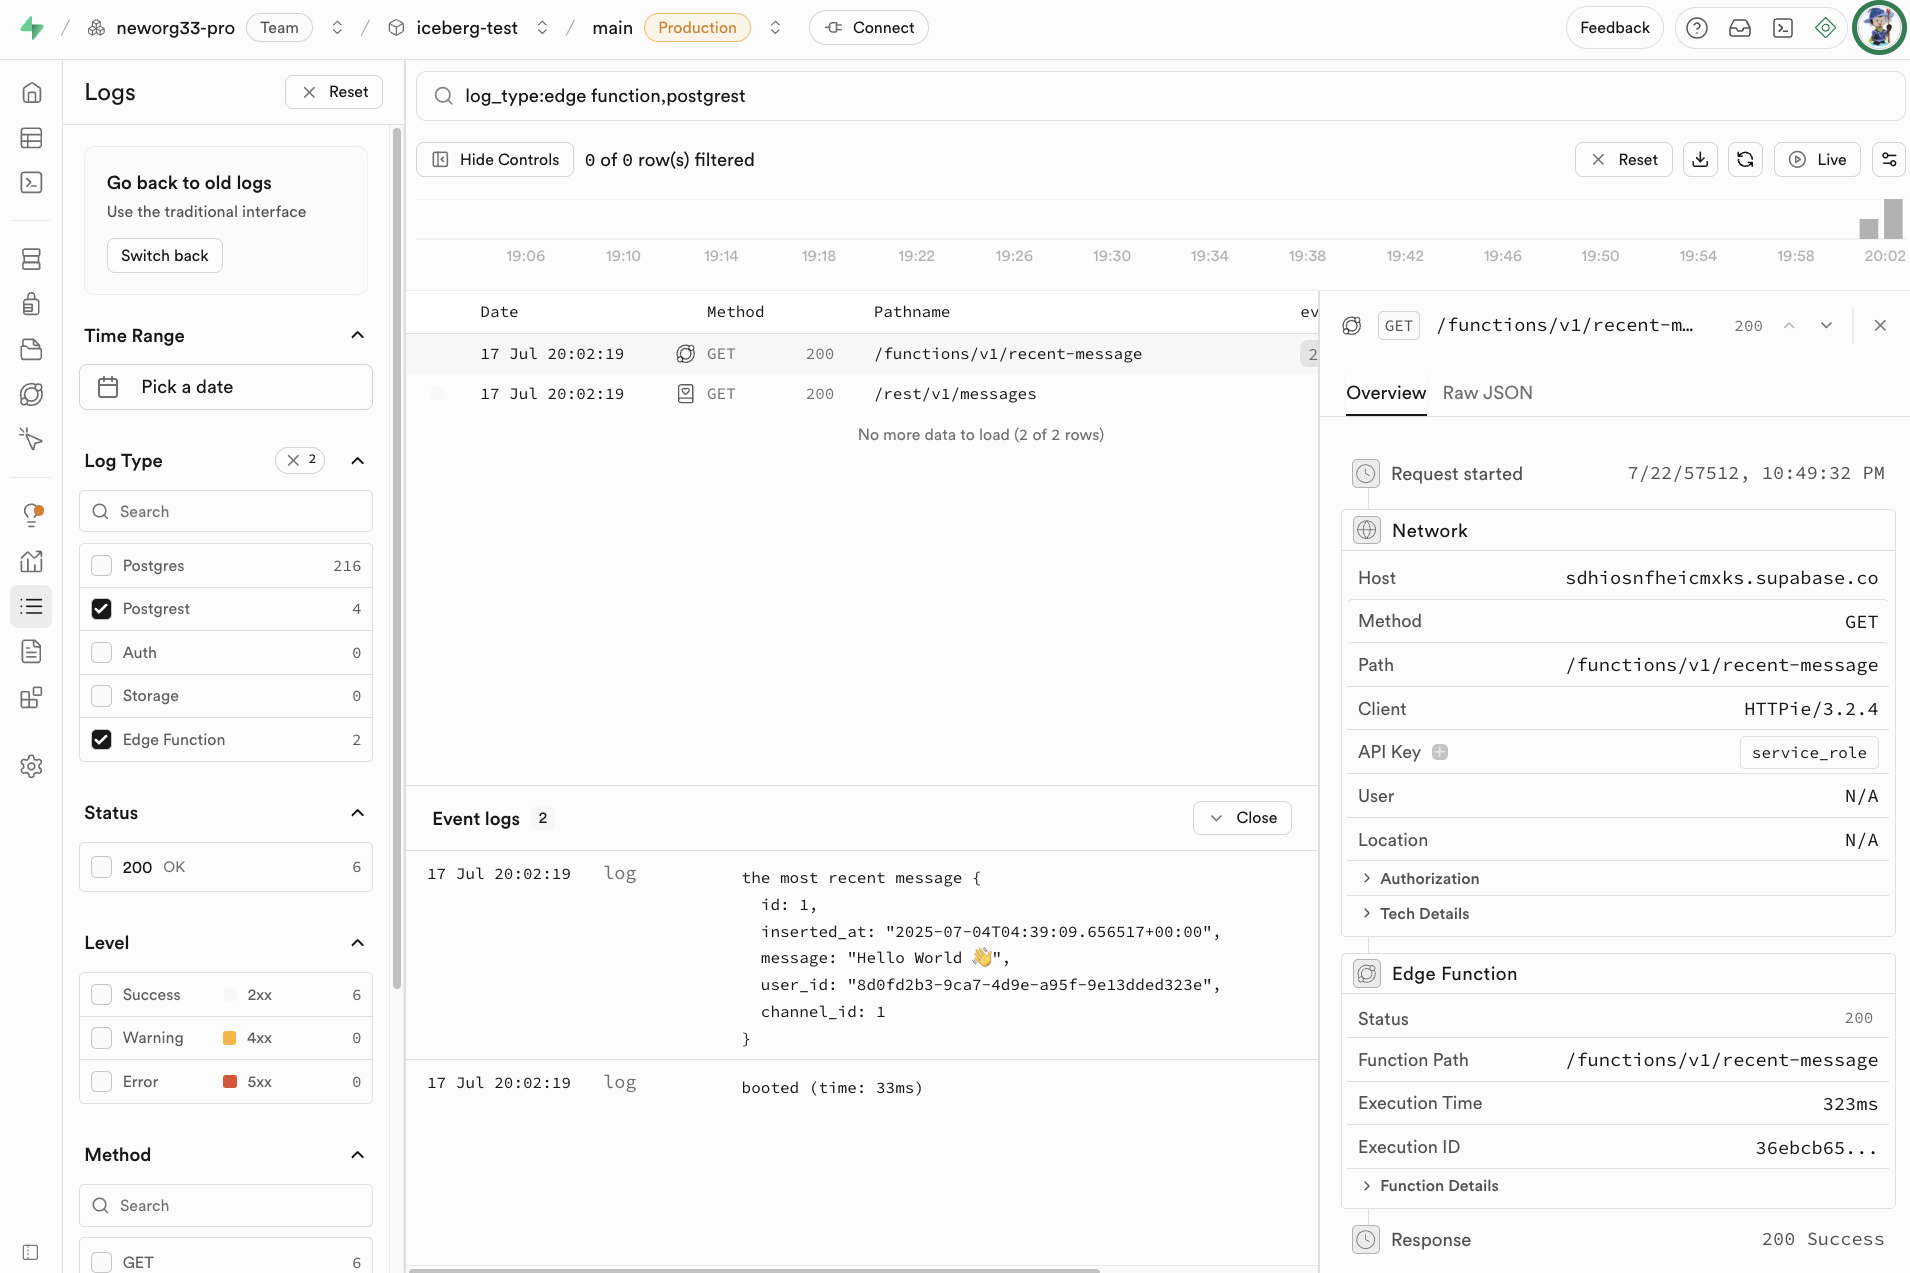 neworg33-pro Team / iceberg-test / main Production Connect Feedback
Logs
Reset
Go back to old logs
Use the traditional interface
Switch back
Time Range
Pick a date
Log Type 2
Search
Postgres 216
Postgrest 4
Auth 0
Storage 0
Edge Function 2
Status
200 OK 6
Level
Success 2xx 6
Warning 4xx 0
Error 5xx 0
Method
Search
GET 6
log_type:edge function,postgrest
Hide Controls 0 of 0 row(s) filtered Reset Live
19:06 19:10 19:14 19:18 19:22 19:26 19:30 19:34 19:38 19:42 19:46 19:50 19:54 19:58 20:02
Date Method Pathname ev
17 Jul 20:02:19 GET 200 /functions/v1/recent-message 2
17 Jul 20:02:19 GET 200 /rest/v1/messages
No more data to load (2 of 2 rows)
Event logs 2 Close
17 Jul 20:02:19 log the most recent message {
id: 1,
inserted_at: "2025-07-04T04:39:09.656517+00:00",
message: "Hello World 👋",
user_id: "8d0fd2b3-9ca7-4d9e-a95f-9e13dded323e",
channel_id: 1
}
17 Jul 20:02:19 log booted (time: 33ms)
GET /functions/v1/recent-m… 200
Overview Raw JSON
Request started 7/22/57512, 10:49:32 PM
Network
Host sdhiosnfheicmxks.supabase.co
Method GET
Path /functions/v1/recent-message
Client HTTPie/3.2.4
API Key service_role
User N/A
Location N/A
Authorization
Tech Details
Edge Function
Status 200
Function Path /functions/v1/recent-message
Execution Time 323ms
Execution ID 36ebcb65...
Function Details
Response 200 Success